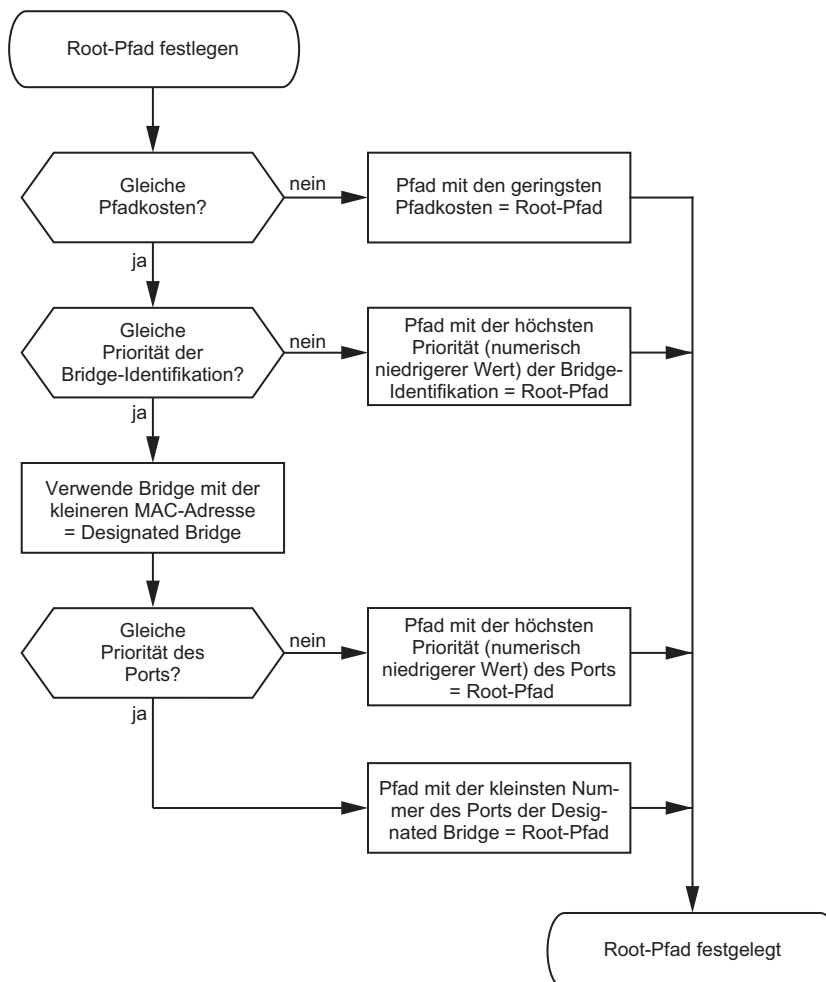 Root-Pfad festlegen
Gleiche
Pfadkosten?
nein
Pfad mit den geringsten
Pfadkosten = Root-Pfad
ja
Gleiche
Priorität der
Bridge-Identifikation?
nein
Pfad mit der höchsten
Priorität (numerisch
niedrigerer Wert) der Bridge-
Identifikation = Root-Pfad
ja
Verwende Bridge mit der
kleineren MAC-Adresse
= Designated Bridge
Gleiche
Priorität des
Ports?
nein
Pfad mit der höchsten
Priorität (numerisch
niedrigerer Wert) des Ports
= Root-Pfad
ja
Pfad mit der kleinsten Num-
mer des Ports der Desig-
nated Bridge = Root-Pfad
Root-Pfad festgelegt